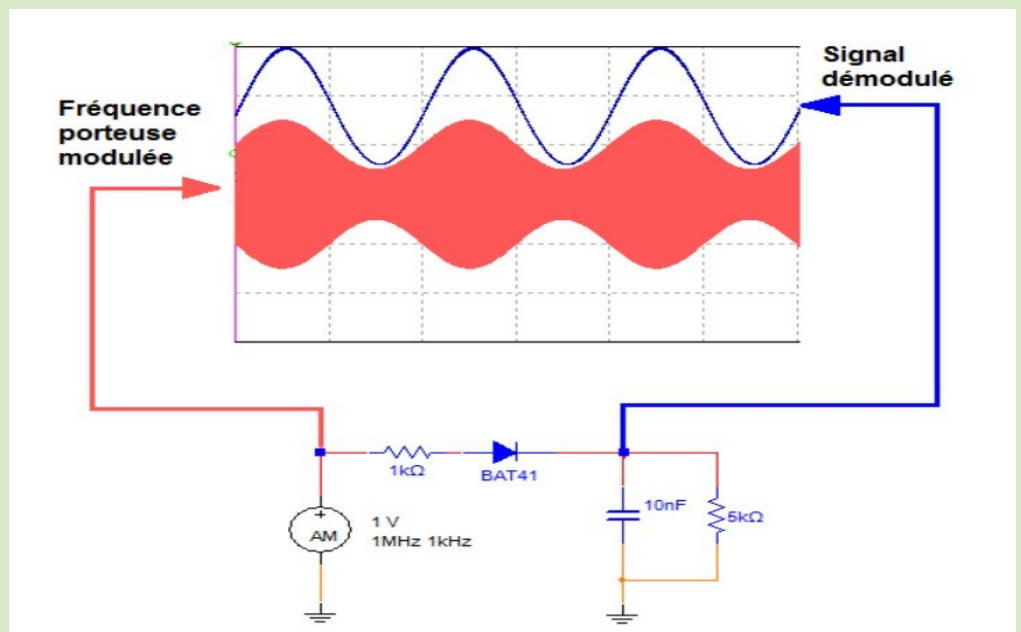 Signal
démodulé
Fréquence
porteuse
modulée
1kΩ
BAT41
10nF
5kΩ
AM
1 V
1MHz 1kHz